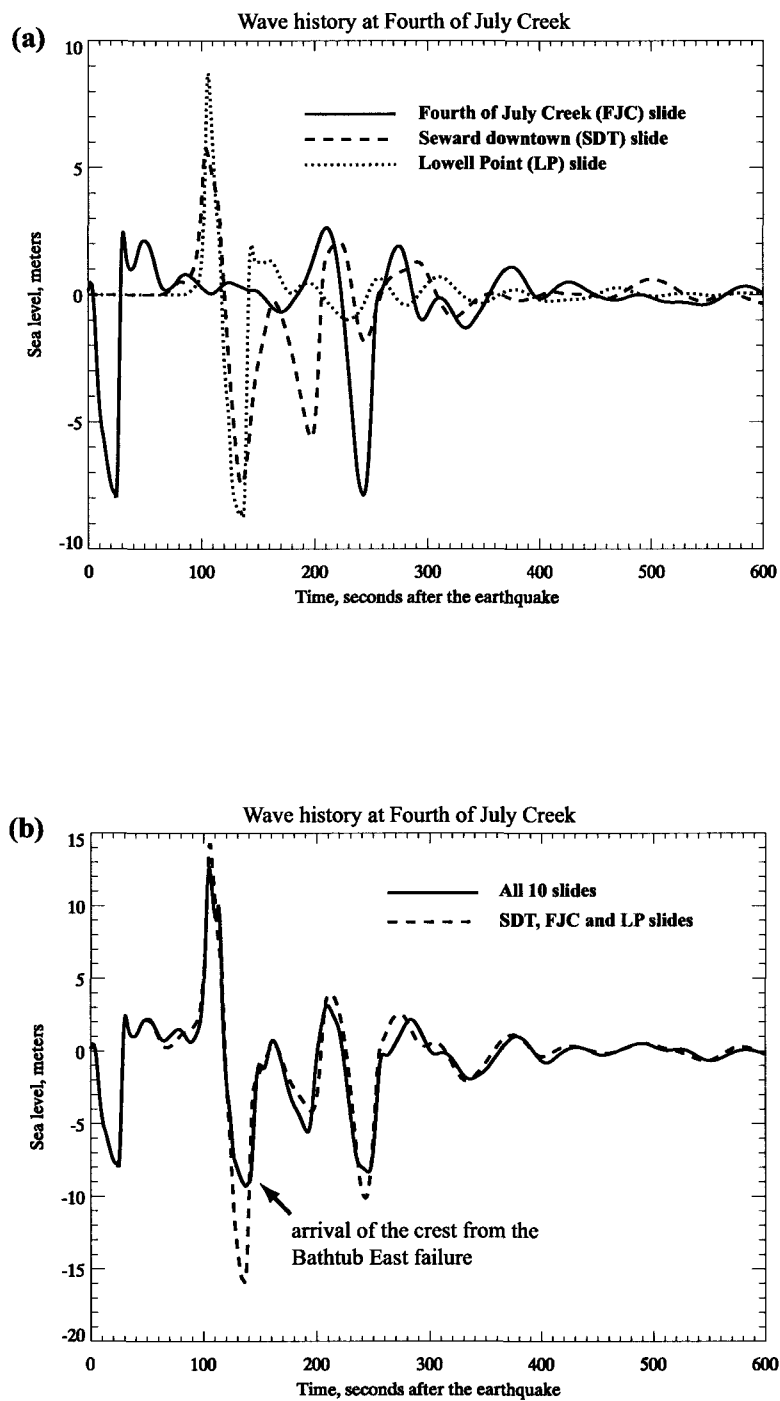 (a)
Wave history at Fourth of July Creek
10
5
0
-5
-10
Sea level, meters
Fourth of July Creek (FJC) slide
Seward downtown (SDT) slide
Lowell Point (LP) slide
0 100 200 300 400 500 600
Time, seconds after the earthquake
(b)
Wave history at Fourth of July Creek
15
10
5
0
-5
-10
-15
-20
Sea level, meters
All 10 slides
SDT, FJC and LP slides
arrival of the crest from the
Bathtub East failure
0 100 200 300 400 500 600
Time, seconds after the earthquake